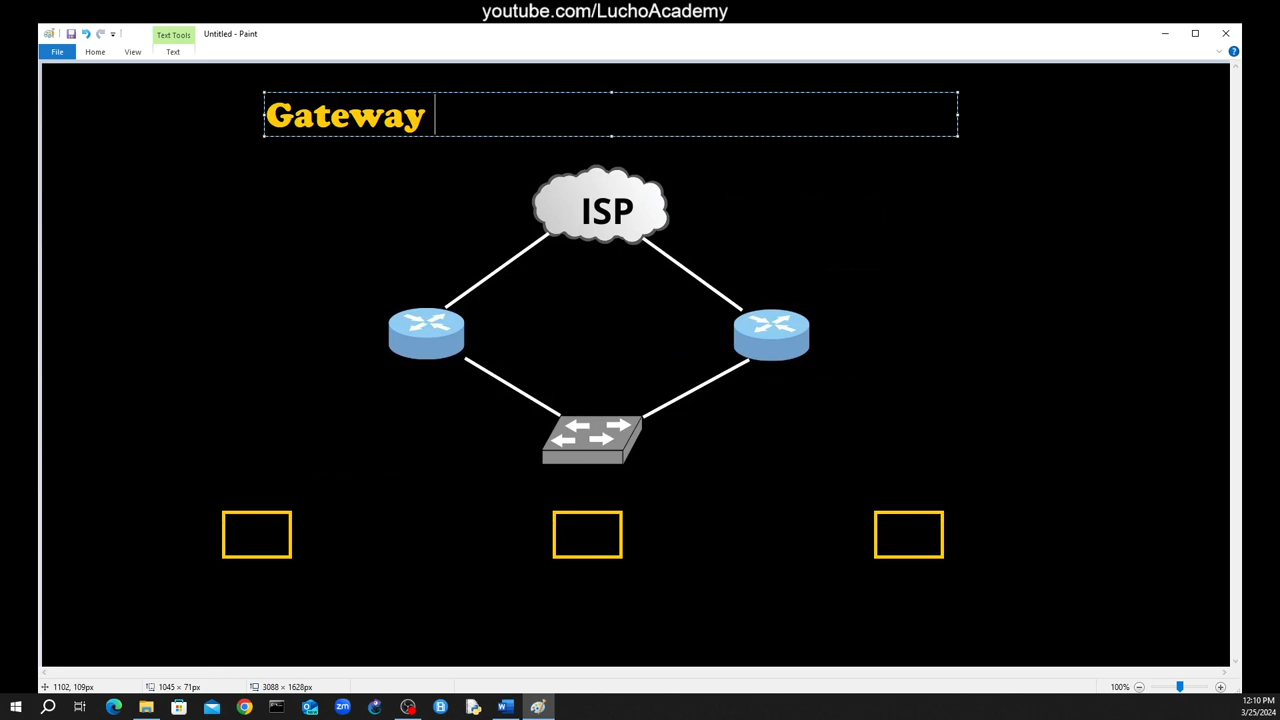 youtube.com/LuchoAcademy
Text Tools
Untitled - Paint
File
Home
View
Text
Gateway
ISP
1102, 109px
1045 × 71px
3088 × 1628px
100%
12:10 PM
3/25/2024